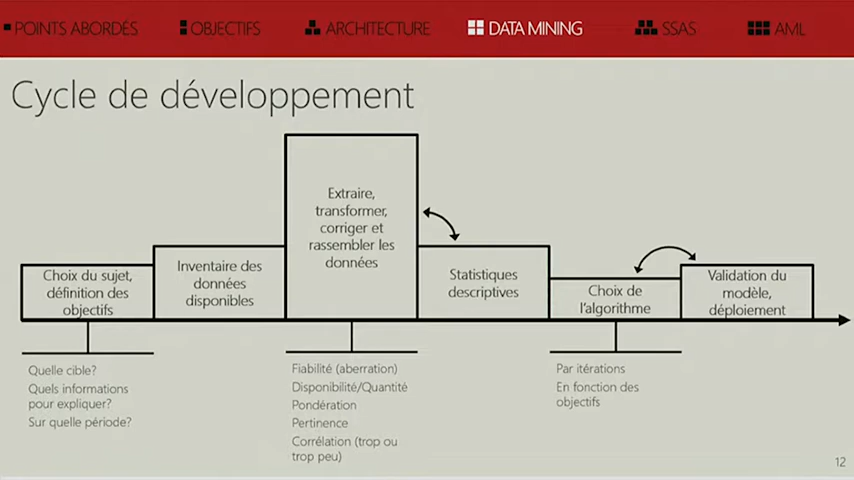 POINTS ABORDÉS
OBJECTIFS
ARCHITECTURE
DATA MINING
SSAS
AML
Cycle de développement
Choix du sujet,
définition des
objectifs
Inventaire des
données
disponibles
Extraire,
transformer,
corriger et
rassembler les
données
Statistiques
descriptives
Choix de
l'algorithme
Validation du
modèle,
déploiement
Quelle cible?
Quels informations
pour expliquer?
Sur quelle période?
Fiabilité (aberration)
Disponibilité/Quantité
Pondération
Pertinence
Corrélation (trop ou
trop peu)
Par itérations
En fonction des
objectifs
12